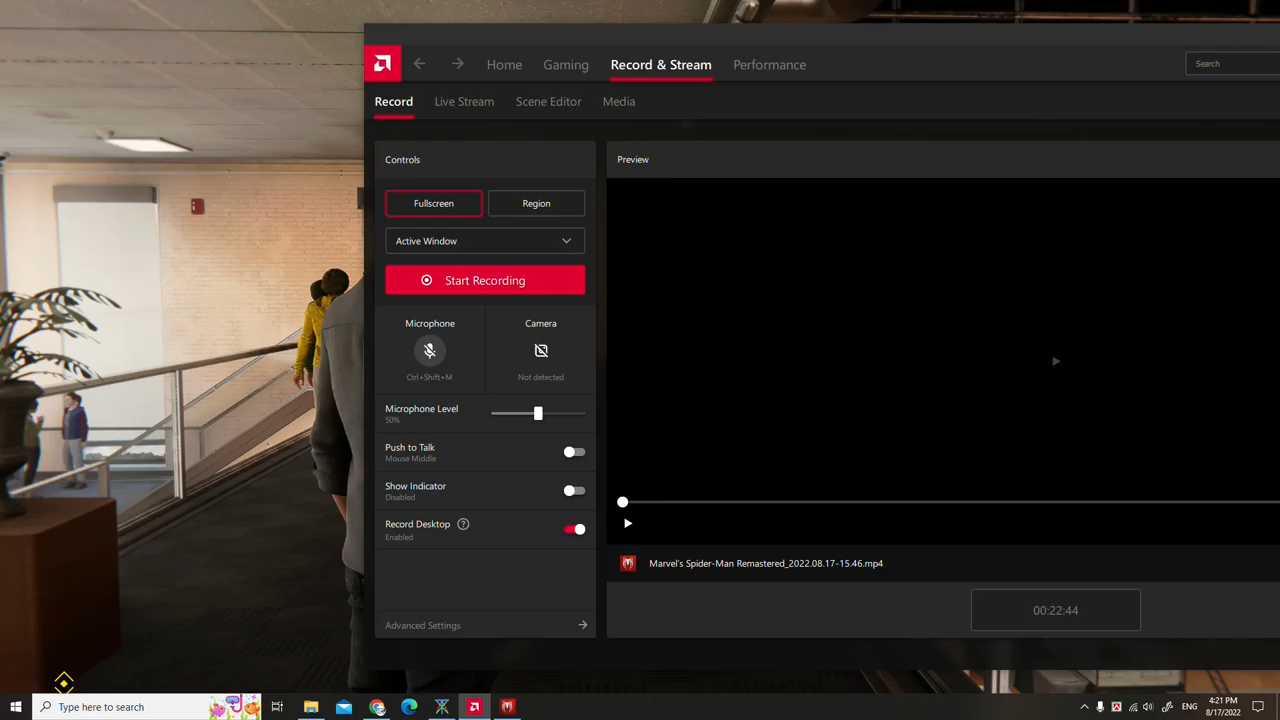 Home Gaming Record & Stream Performance Search
Record Live Stream Scene Editor Media
Controls
Preview
Fullscreen Region
Active Window
Start Recording
Microphone Camera
Ctrl+Shift+M Not detected
Microphone Level
50%
Push to Talk
Mouse Middle
Show Indicator
Disabled
Record Desktop ?
Enabled
Marvel's Spider-Man Remastered_2022.08.17-15.46.mp4
00:22:44
Advanced Settings
Type here to search
4:21 PM
ENG
8/17/2022